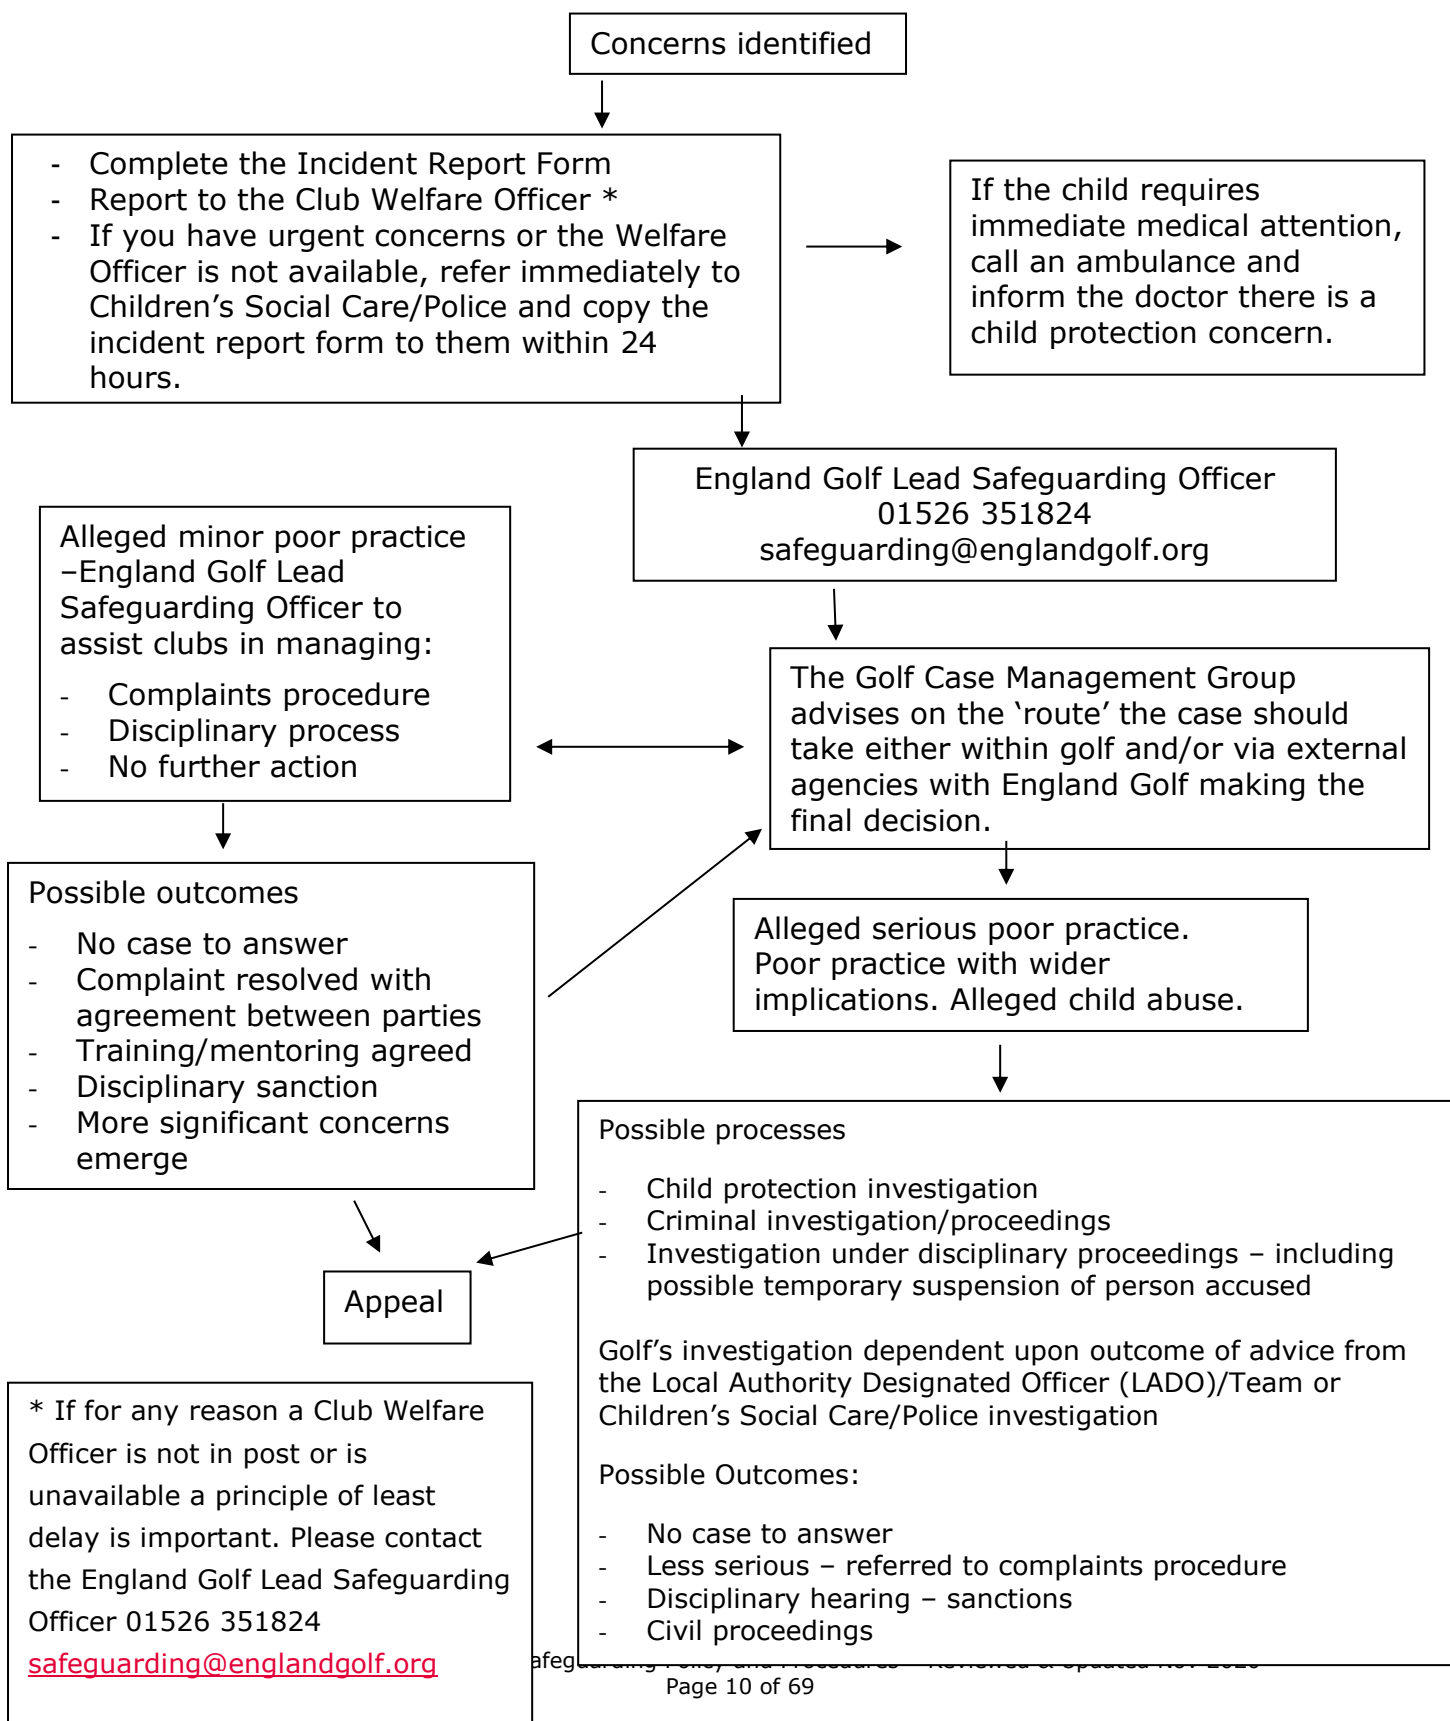 Concerns identified
- Complete the Incident Report Form
- Report to the Club Welfare Officer *
- If you have urgent concerns or the Welfare
Officer is not available, refer immediately to
Children’s Social Care/Police and copy the
incident report form to them within 24
hours.
If the child requires
immediate medical attention,
call an ambulance and
inform the doctor there is a
child protection concern.
England Golf Lead Safeguarding Officer
01526 351824
safeguarding@englandgolf.org
Alleged minor poor practice
–England Golf Lead
Safeguarding Officer to
assist clubs in managing:
- Complaints procedure
- Disciplinary process
- No further action
The Golf Case Management Group
advises on the ‘route’ the case should
take either within golf and/or via external
agencies with England Golf making the
final decision.
Possible outcomes
- No case to answer
- Complaint resolved with
agreement between parties
- Training/mentoring agreed
- Disciplinary sanction
- More significant concerns
emerge
Alleged serious poor practice.
Poor practice with wider
implications. Alleged child abuse.
Possible processes
- Child protection investigation
- Criminal investigation/proceedings
- Investigation under disciplinary proceedings – including
possible temporary suspension of person accused
Golf’s investigation dependent upon outcome of advice from
the Local Authority Designated Officer (LADO)/Team or
Children’s Social Care/Police investigation
Possible Outcomes:
- No case to answer
- Less serious – referred to complaints procedure
- Disciplinary hearing – sanctions
- Civil proceedings
Appeal
* If for any reason a Club Welfare
Officer is not in post or is
unavailable a principle of least
delay is important. Please contact
the England Golf Lead Safeguarding
Officer 01526 351824
safeguarding@englandgolf.org
Page 10 of 69